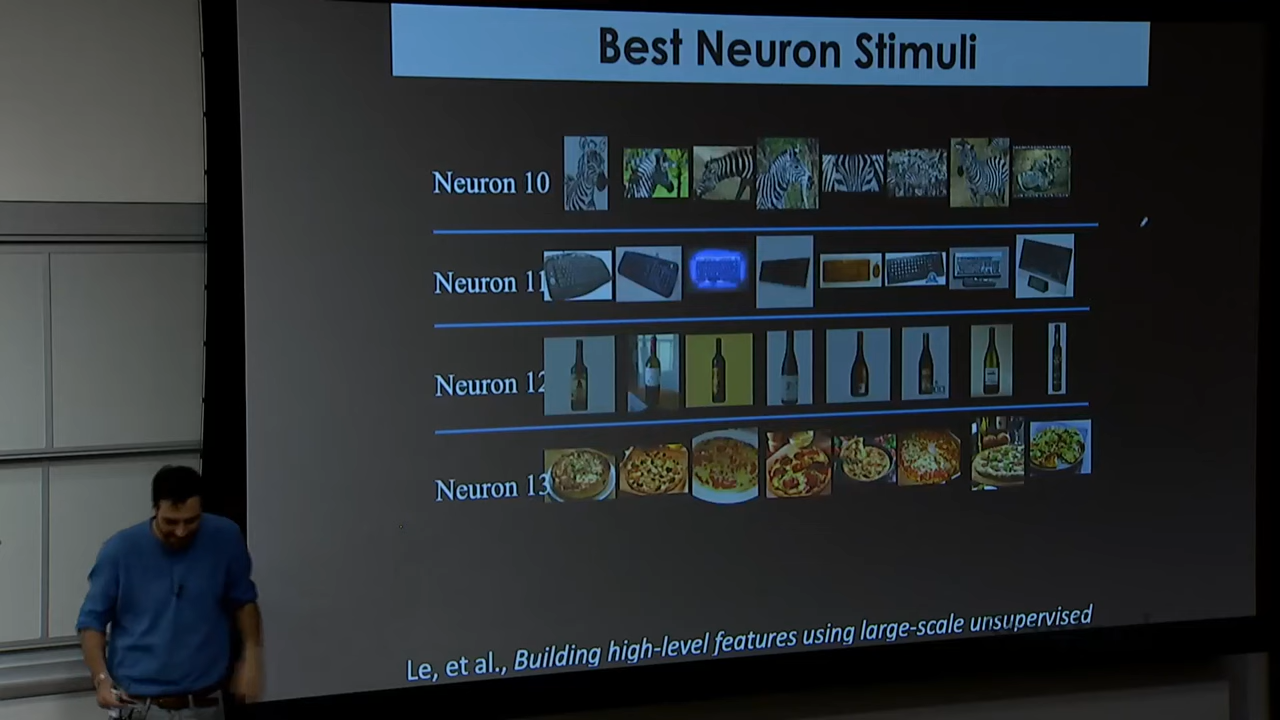 Best Neuron Stimuli
Neuron 10
Neuron 11
Neuron 12
Neuron 13
Le, et al., Building high-level features using large-scale unsupervised